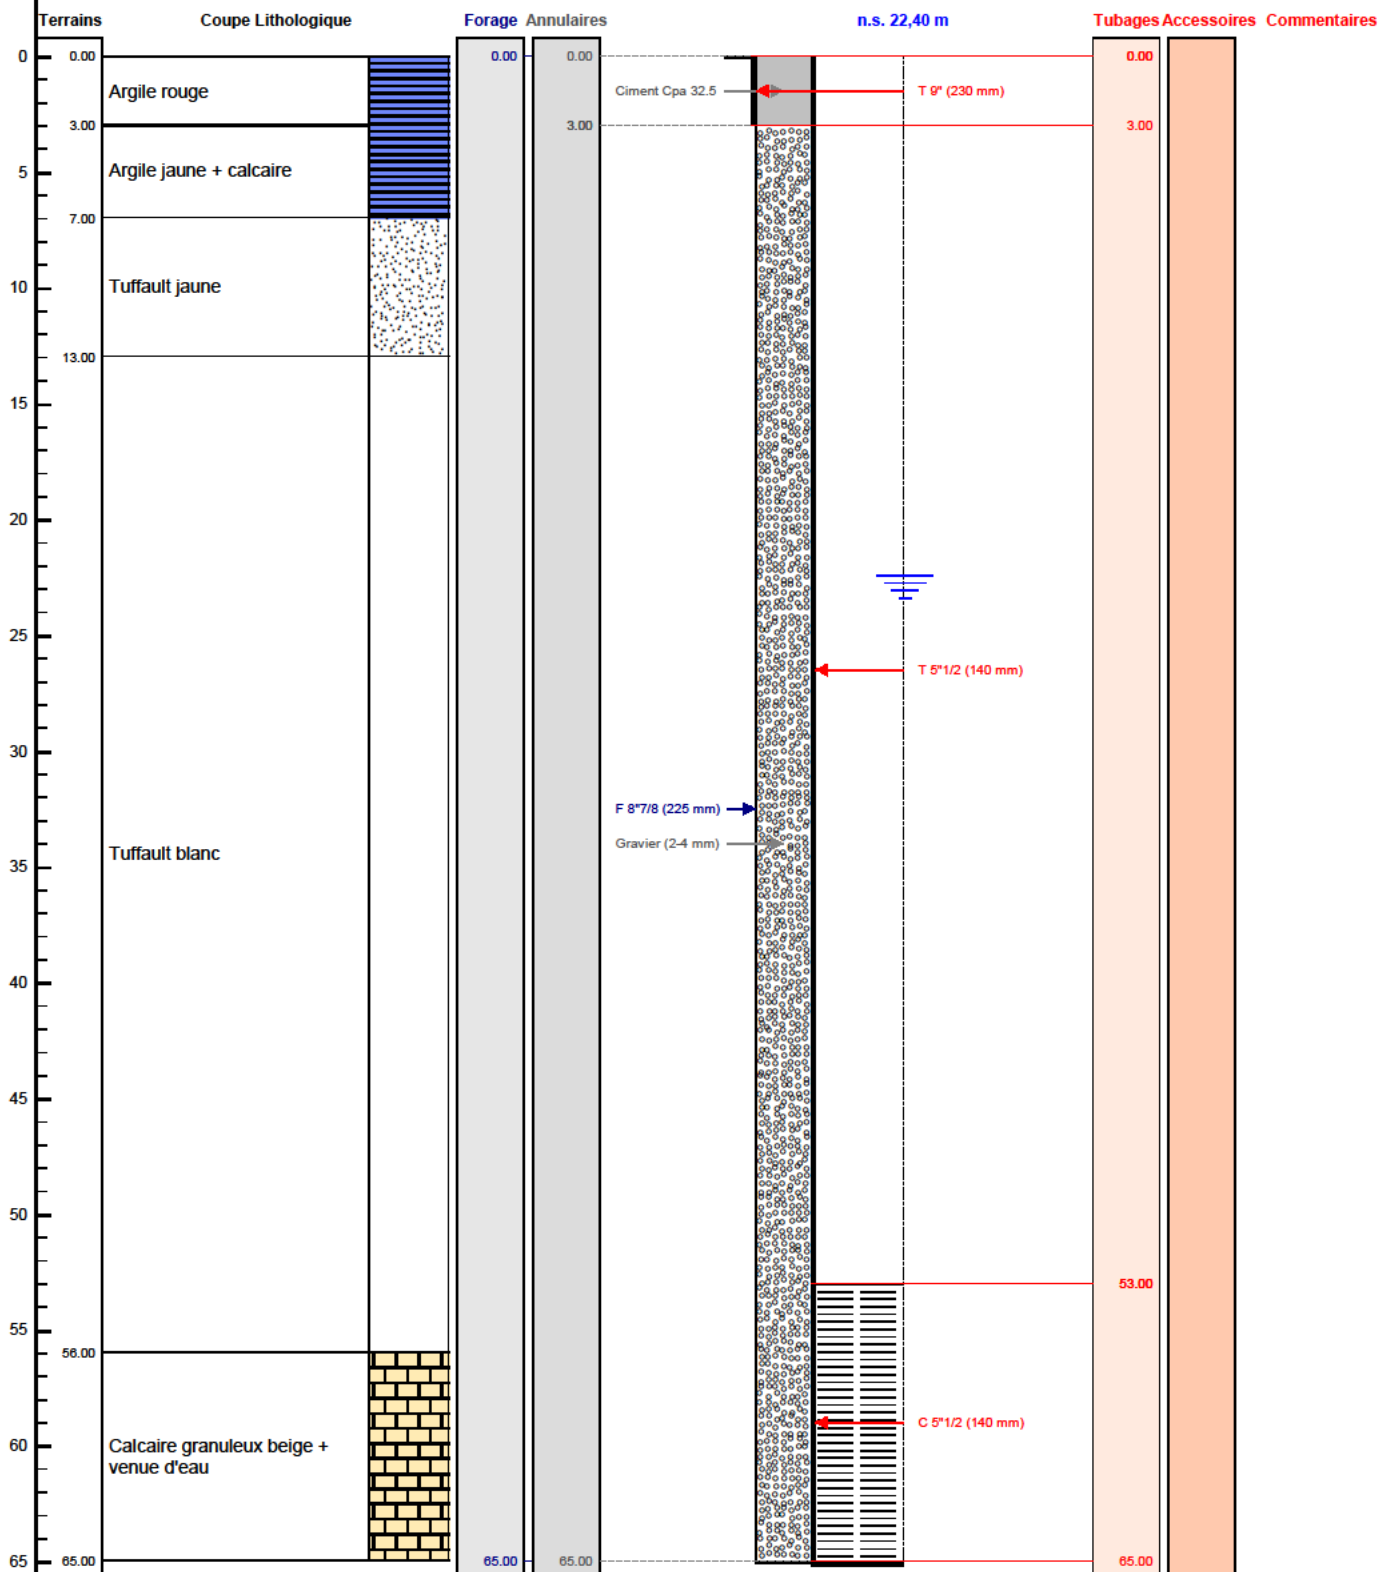 Terrains Coupe Lithologique Forage Annulaires n.s. 22,40 m Tubages Accessoires Commentaires
0 0.00 0.00 0.00 0.00
Argile rouge Ciment Cpa 32.5 T 9" (230 mm)
3.00 3.00 3.00
5 Argile jaune + calcaire
7.00
10 Tuffault jaune
13.00
15
20
25
T 5"1/2 (140 mm)
30
F 8"7/8 (225 mm)
Gravier (2-4 mm)
Tuffault blanc
35
40
45
50
53.00
55
56.00
C 5"1/2 (140 mm)
60 Calcaire granuleux beige +
venue d'eau
65 65.00 65.00 65.00 65.00